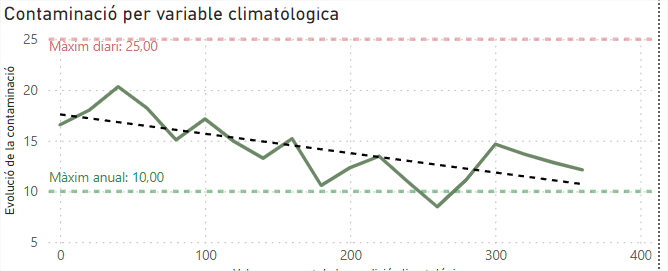 Contaminació per variable climatològica
Evolució de la contaminació
25
Màxim diari: 25,00
20
15
Màxim anual: 10,00
10
5
0
100
200
300
400